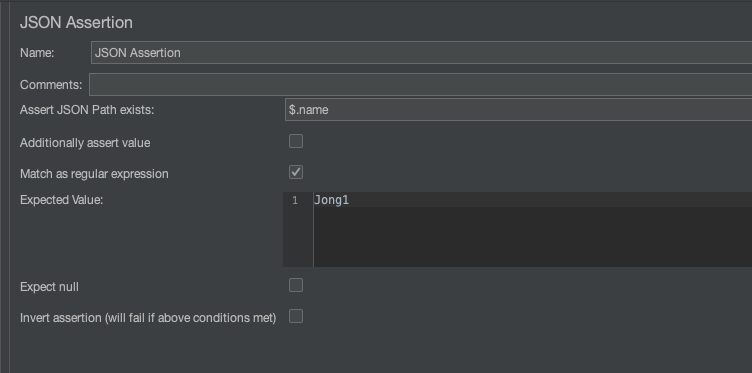 JSON Assertion
Name: JSON Assertion
Comments:
Assert JSON Path exists: $.name
Additionally assert value
Match as regular expression
Expected Value: 1 Jong1
Expect null
Invert assertion (will fail if above conditions met)